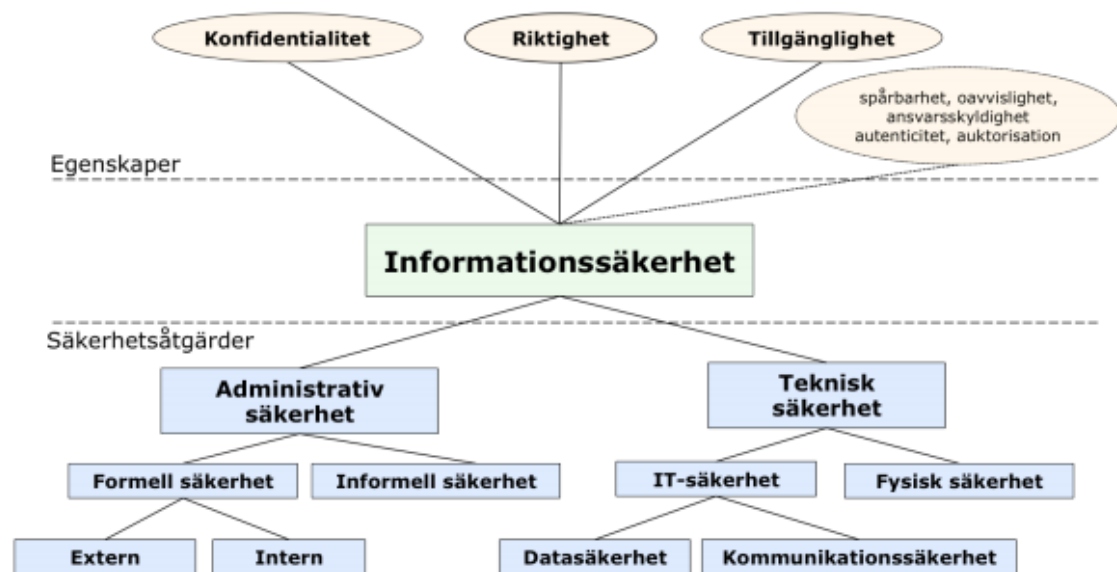 Konfidentialitet
Riktighet
Tillgänglighet
spårbarhet, oavvislighet,
ansvarsskyldighet
autenticitet, auktorisation
Egenskaper
Informationssäkerhet
Säkerhetsåtgärder
Administrativ
säkerhet
Teknisk
säkerhet
Formell säkerhet
Informell säkerhet
IT-säkerhet
Fysisk säkerhet
Extern
Intern
Datasäkerhet
Kommunikationssäkerhet